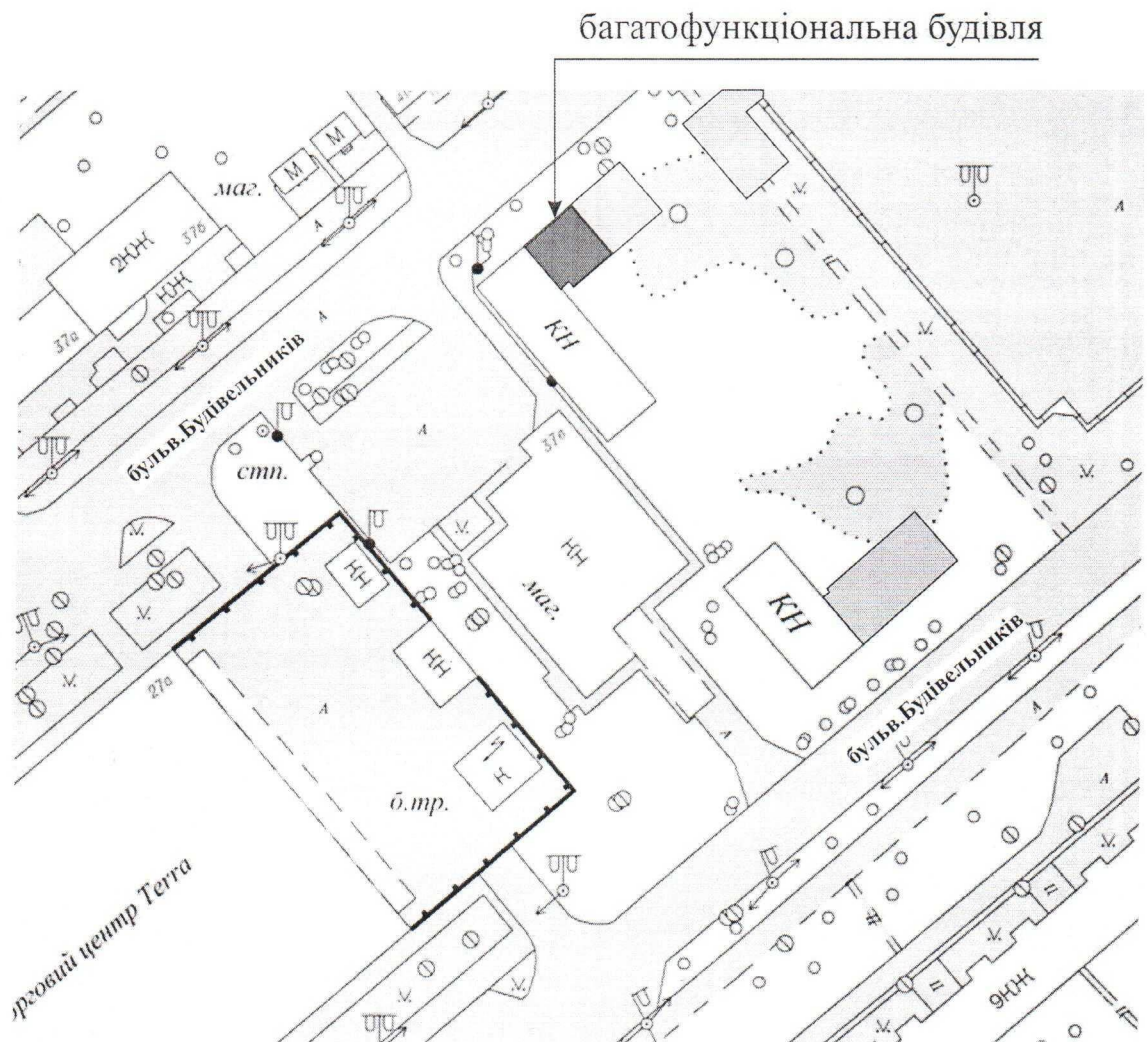 багатофункціональна будівля
М
М
маг.
37б
2КЖ
КЖ
37а
А
А
А
бульв.Будівельників
КН
37а
А
стп.
КН
маг.
КН
КН
КН
27а
А
К
б.тр.
А
бульв.Будівельників
А
А
орговий центр Terra
9КЖ